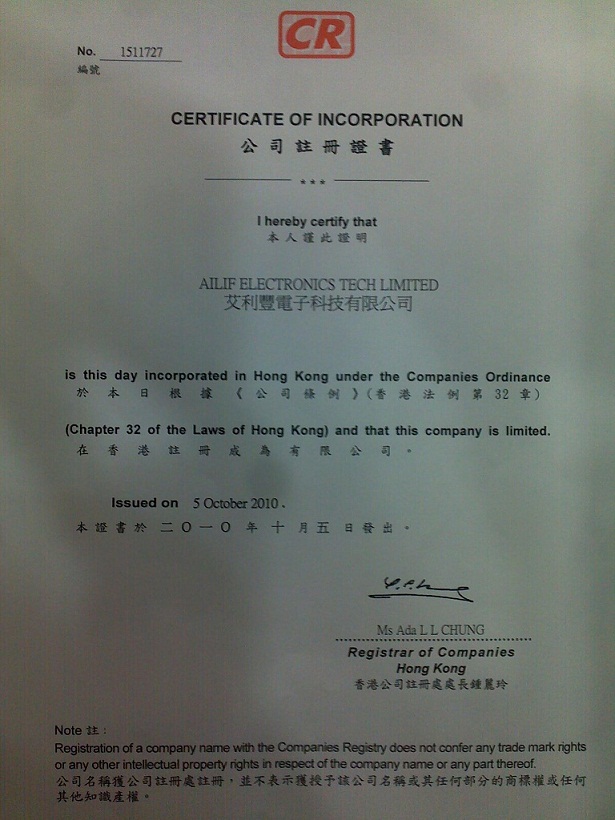 CR
No. 1511727
編號
CERTIFICATE OF INCORPORATION
公司註冊證書
***
I hereby certify that
本人謹此證明
AILIF ELECTRONICS TECH LIMITED
艾利豐電子科技有限公司
is this day incorporated in Hong Kong under the Companies Ordinance
於本日根據《公司條例》(香港法例第32章)
(Chapter 32 of the Laws of Hong Kong) and that this company is limited.
在香港註冊成為有限公司。
Issued on 5 October 2010.
本證書於二〇一〇年十月五日發出。
Ms Ada L L CHUNG
Registrar of Companies
Hong Kong
香港公司註冊處處長鍾麗玲
Note 註:
Registration of a company name with the Companies Registry does not confer any trade mark rights
or any other intellectual property rights in respect of the company name or any part thereof.
公司名稱獲公司註冊處註冊,並不表示獲授予該公司名稱或其任何部分的商標權或任何
其他知識產權。